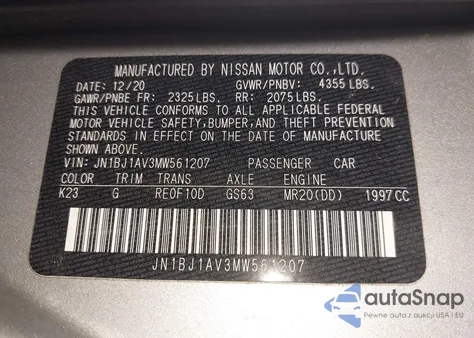 MANUFACTURED BY NISSAN MOTOR CO.,LTD.
DATE: 12/20 GVWR/PNBV: 4355 LBS.
GAWR/PNBE FR: 2325 LBS. RR: 2075 LBS.
THIS VEHICLE CONFORMS TO ALL APPLICABLE FEDERAL
MOTOR VEHICLE SAFETY,BUMPER,AND THEFT PREVENTION
STANDARDS IN EFFECT ON THE DATE OF MANUFACTURE
SHOWN ABOVE.
VIN: JN1BJ1AV3MW561207 PASSENGER CAR
COLOR TRIM TRANS AXLE ENGINE
K23 G RE0F10D GS63 MR20(DD) 1997 CC
JN1BJ1AV3MW561207
autoSnap
Pewne auta z aukcji USA i EU